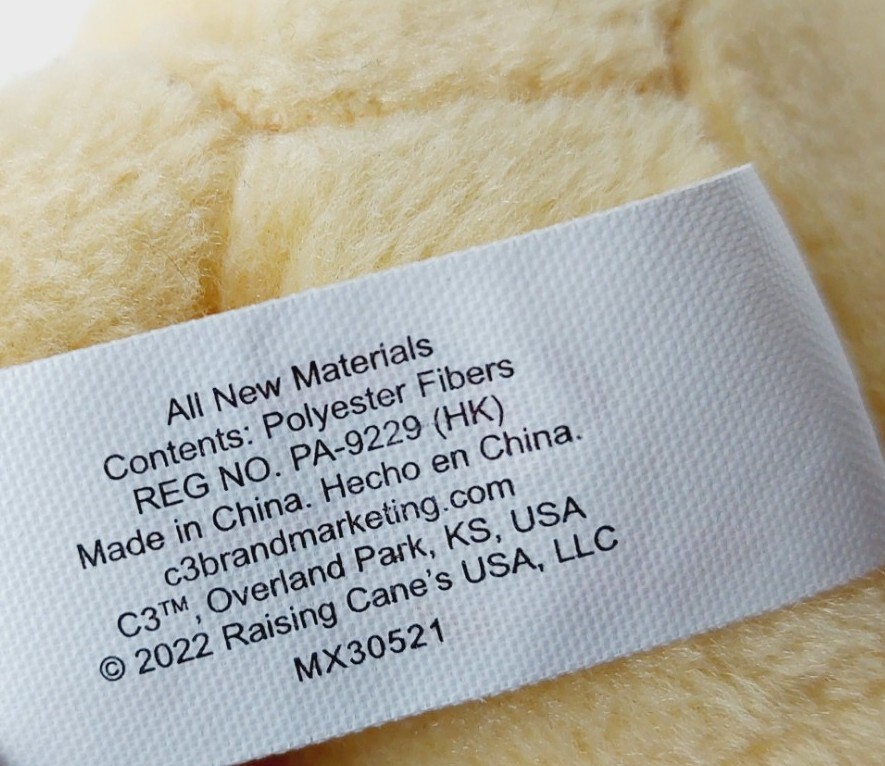 All New Materials
Contents: Polyester Fibers
REG NO. PA-9229 (HK)
Made in China. Hecho en China.
c3brandmarketing.com
C3™, Overland Park, KS, USA
© 2022 Raising Cane's USA, LLC
MX30521